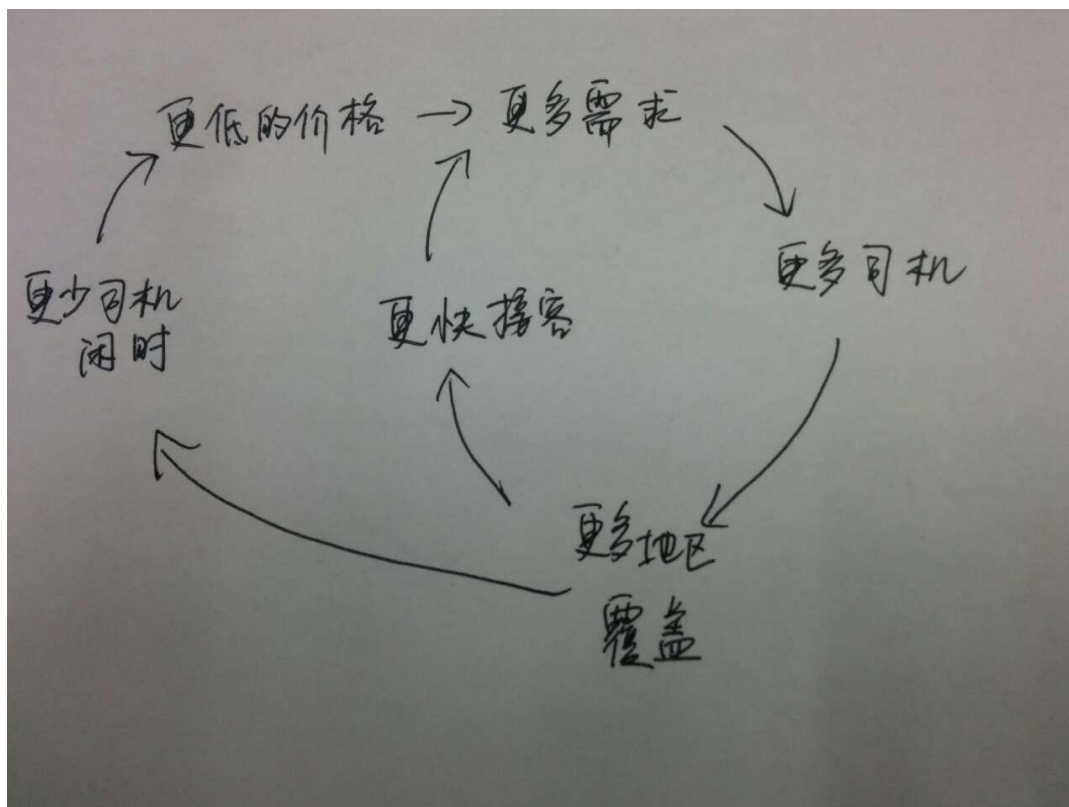 更低的价格 → 更多需求
更多司机
更少司机
闲时
更快接客
更多地区
覆盖